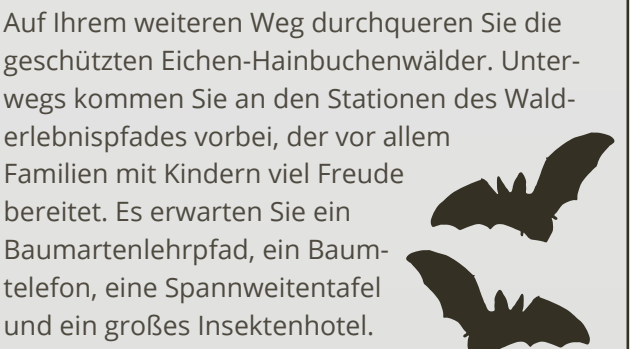 Auf Ihrem weiteren Weg durchqueren Sie die
geschützten Eichen-Hainbuchenwälder. Unter-
wegs kommen Sie an den Stationen des Wald-
erlebnispfades vorbei, der vor allem
Familien mit Kindern viel Freude
bereitet. Es erwarten Sie ein
Baumartenlehrpfad, ein Baum-
telefon, eine Spannweitentafel
und ein großes Insektenhotel.